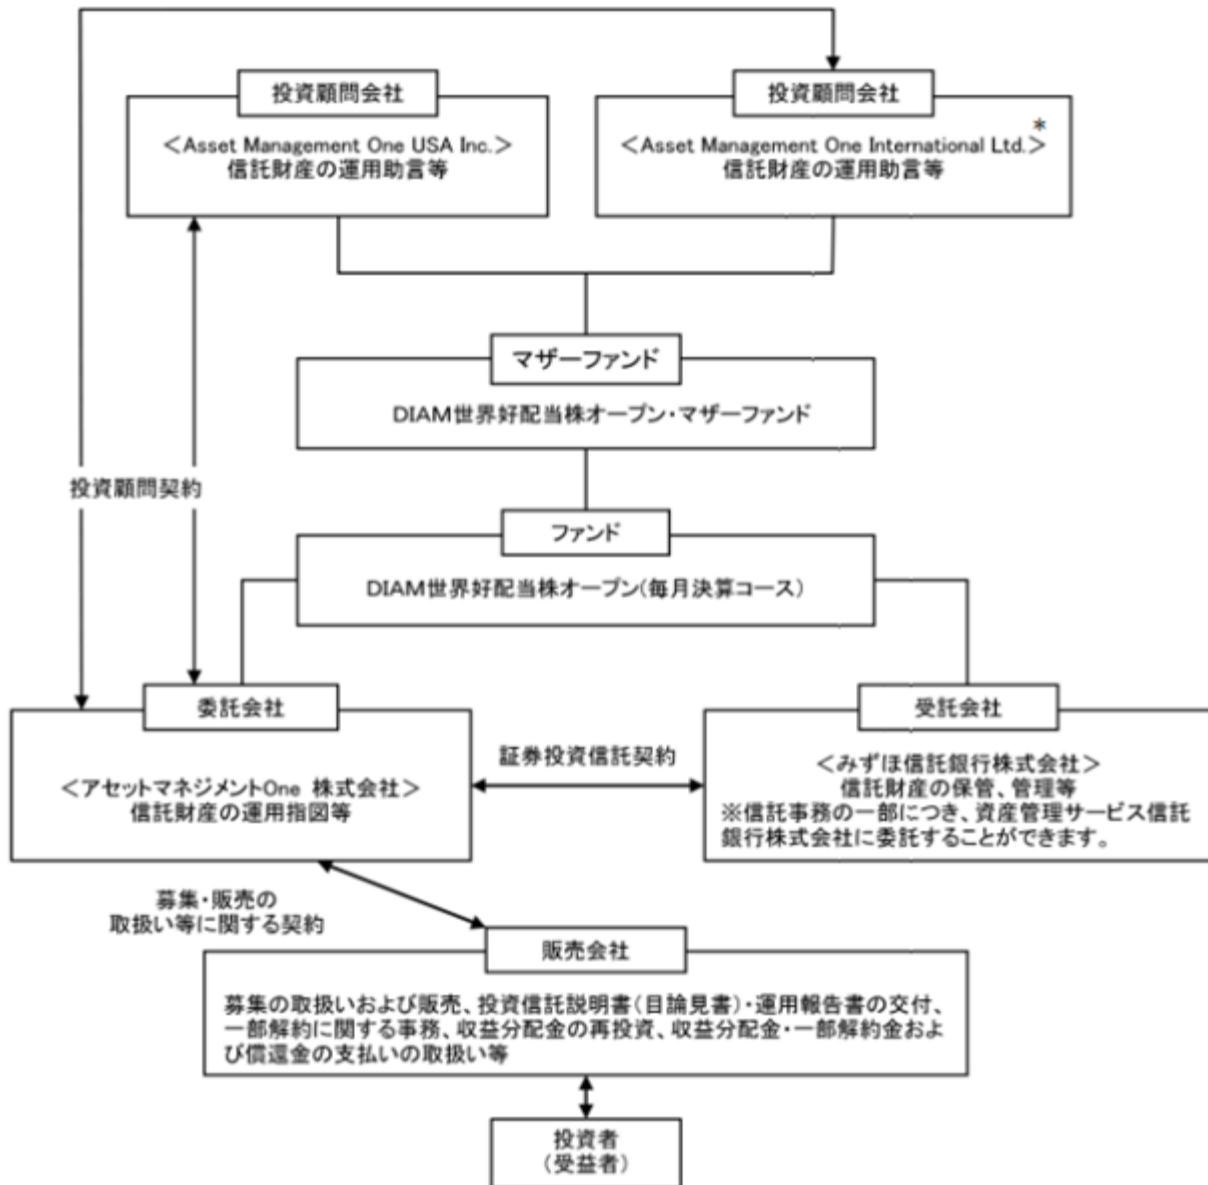 投資顧問会社
＜Asset Management One USA Inc.＞
信託財産の運用助言等
投資顧問会社
*
＜Asset Management One International Ltd.＞
信託財産の運用助言等
マザーファンド
DIAM世界好配当株オープン・マザーファンド
投資顧問契約
ファンド
DIAM世界好配当株オープン(毎月決算コース)
委託会社
＜アセットマネジメントOne 株式会社＞
信託財産の運用指図等
証券投資信託契約
受託会社
＜みずほ信託銀行株式会社＞
信託財産の保管、管理等
※信託事務の一部につき、資産管理サービス信託
銀行株式会社に委託することができます。
募集・販売の
取扱い等に関する契約
販売会社
募集の取扱いおよび販売、投資信託説明書(目論見書)・運用報告書の交付、
一部解約に関する事務、収益分配金の再投資、収益分配金・一部解約金およ
び償還金の支払いの取扱い等
投資者
(受益者)